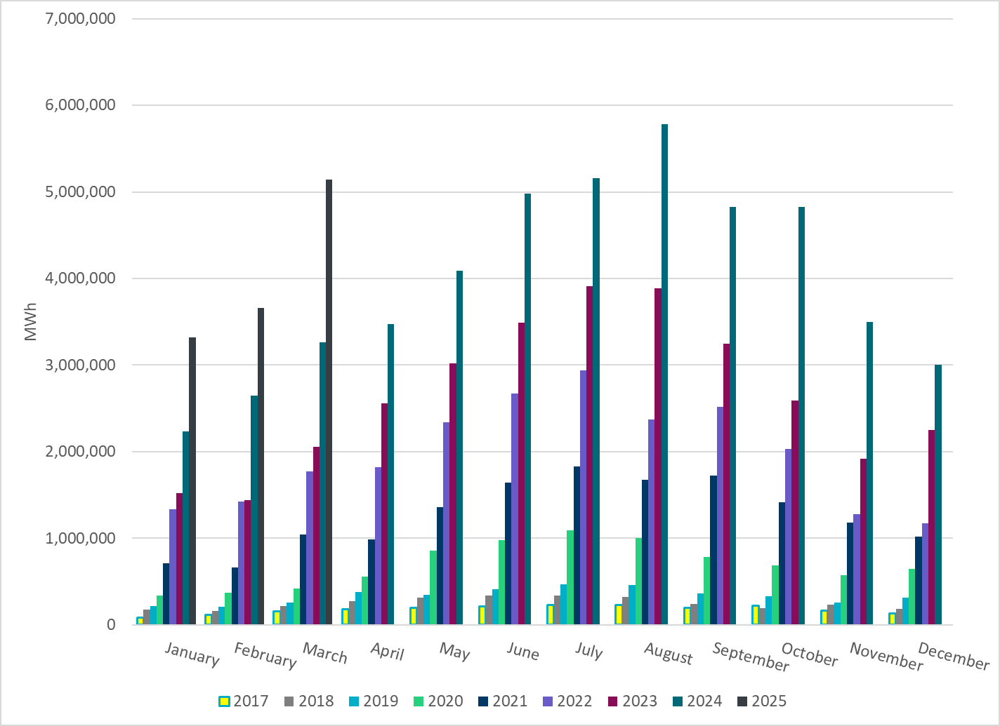 7,000,000
6,000,000
5,000,000
4,000,000
3,000,000
2,000,000
1,000,000
0
MWh
January February March April May June July August September October November December
2017 2018 2019 2020 2021 2022 2023 2024 2025